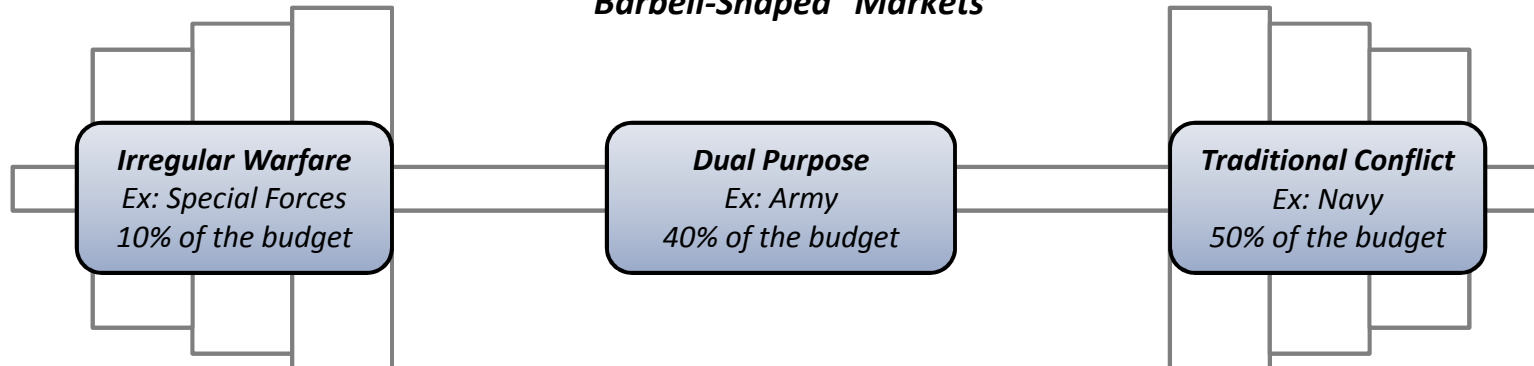 "Barbell-Shaped" Markets
Irregular Warfare
Ex: Special Forces
10% of the budget
Dual Purpose
Ex: Army
40% of the budget
Traditional Conflict
Ex: Navy
50% of the budget